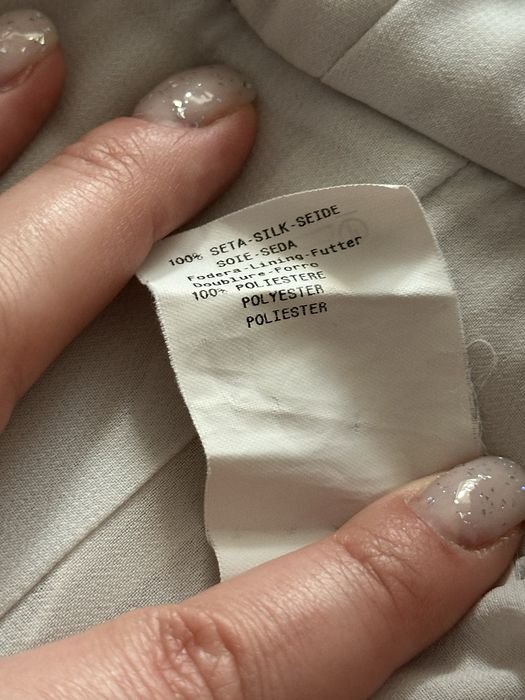 100% SETA-SILK-SEIDE
SOIE-SEDA
Fodera-Lining-Futter
Doublure-Forro
100% POLIESTERE
POLYESTER
POLIESTER